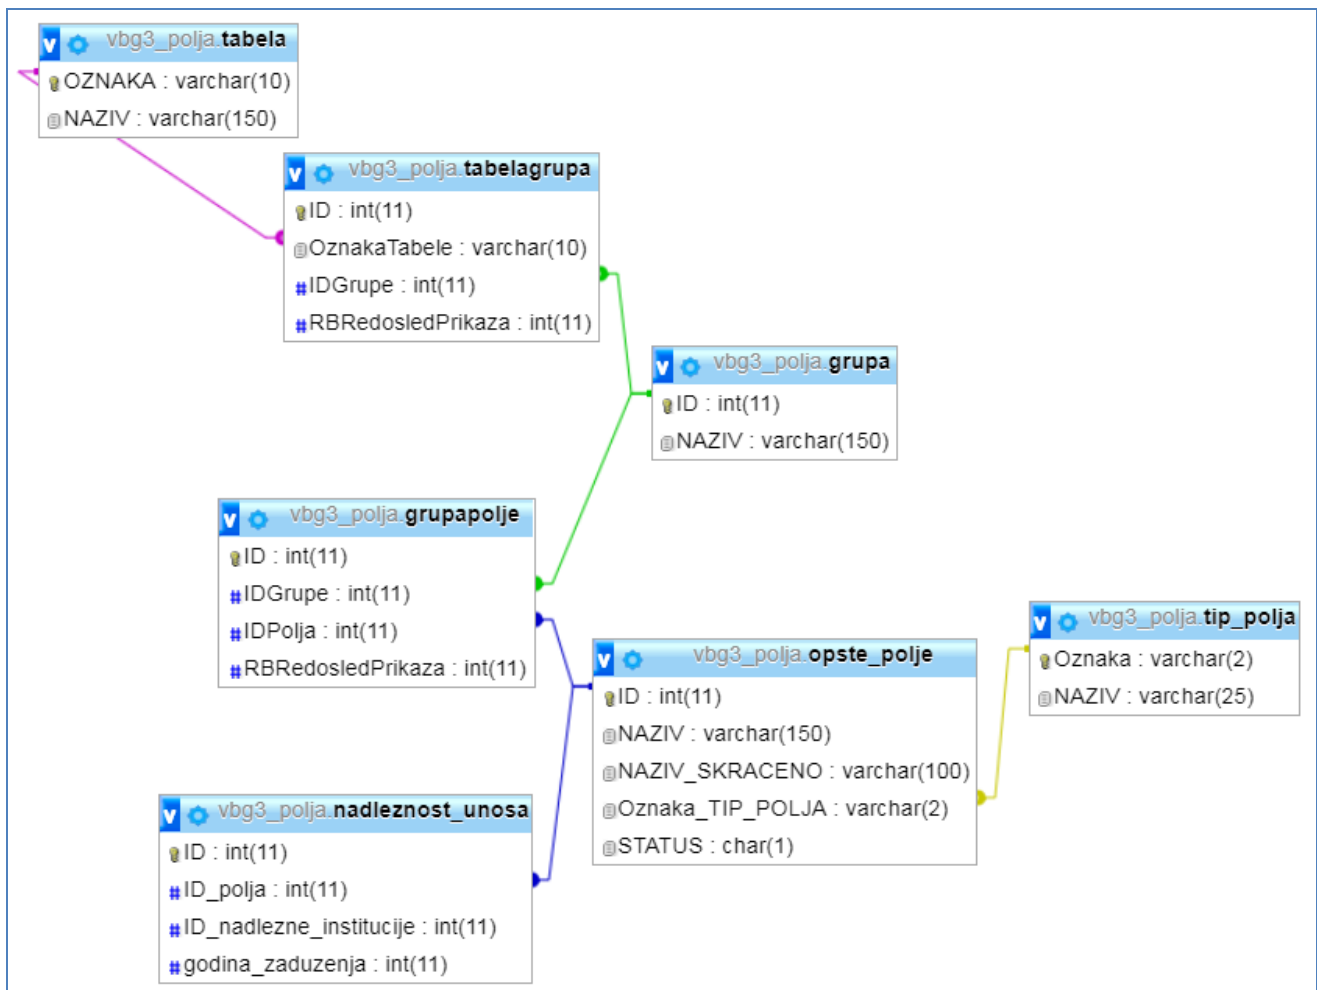 vbg3_polja.tabela
OZNAKA : varchar(10)
NAZIV : varchar(150)
vbg3_polja.tabelagrupa
ID : int(11)
OznakaTabele : varchar(10)
#IDGrupe : int(11)
#RBRedosledPrikaza : int(11)
vbg3_polja.grupa
ID : int(11)
NAZIV : varchar(150)
vbg3_polja.grupapolje
ID : int(11)
#IDGrupe : int(11)
#IDPolja : int(11)
#RBRedosledPrikaza : int(11)
vbg3_polja.opste_polje
ID : int(11)
NAZIV : varchar(150)
NAZIV_SKRACENO : varchar(100)
Oznaka_TIP_POLJA : varchar(2)
STATUS : char(1)
vbg3_polja.tip_polja
Oznaka : varchar(2)
NAZIV : varchar(25)
vbg3_polja.nadleznost_unosa
ID : int(11)
#ID_polja : int(11)
#ID_nadlezne_institucije : int(11)
#godina_zaduzenja : int(11)